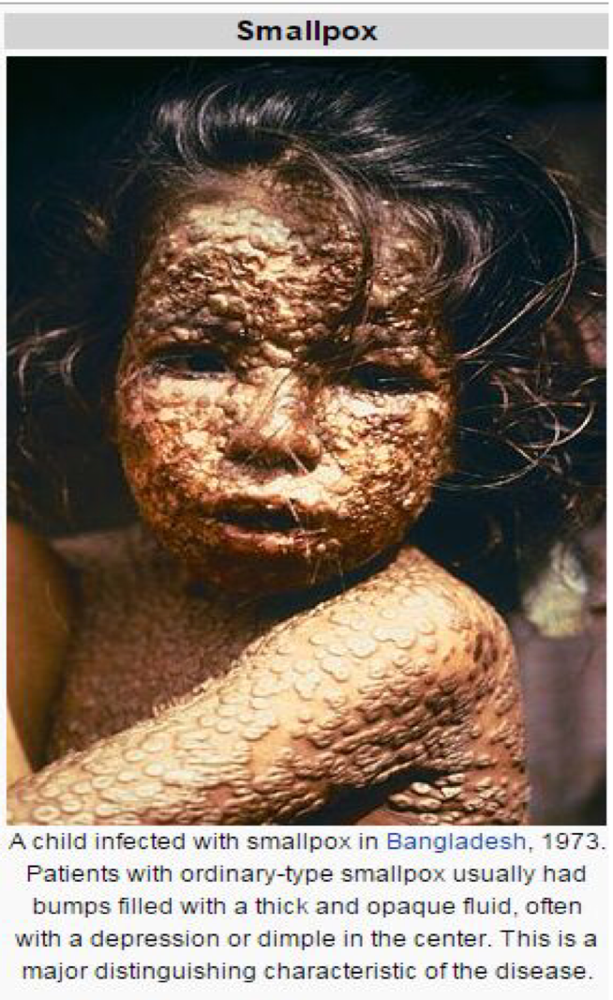 Smallpox
A child infected with smallpox in Bangladesh, 1973.
Patients with ordinary-type smallpox usually had
bumps filled with a thick and opaque fluid, often
with a depression or dimple in the center. This is a
major distinguishing characteristic of the disease.